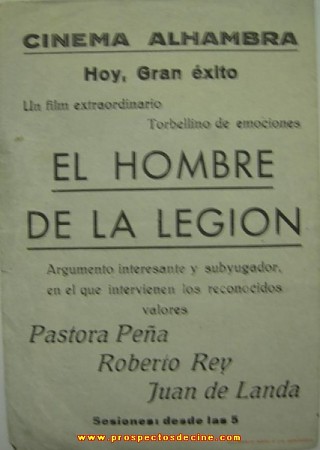 CINEMA ALHAMBRA
Hoy, Gran éxito
Un film extraordinario
Torbellino de emociones
EL HOMBRE
DE LA LEGION
Argumento interesante y subyugador,
en el que intervienen los reconocidos
valores
Pastora Peña
Roberto Rey
Juan de Landa
Sesiones: desde las 5
www.prospectosdecine.com